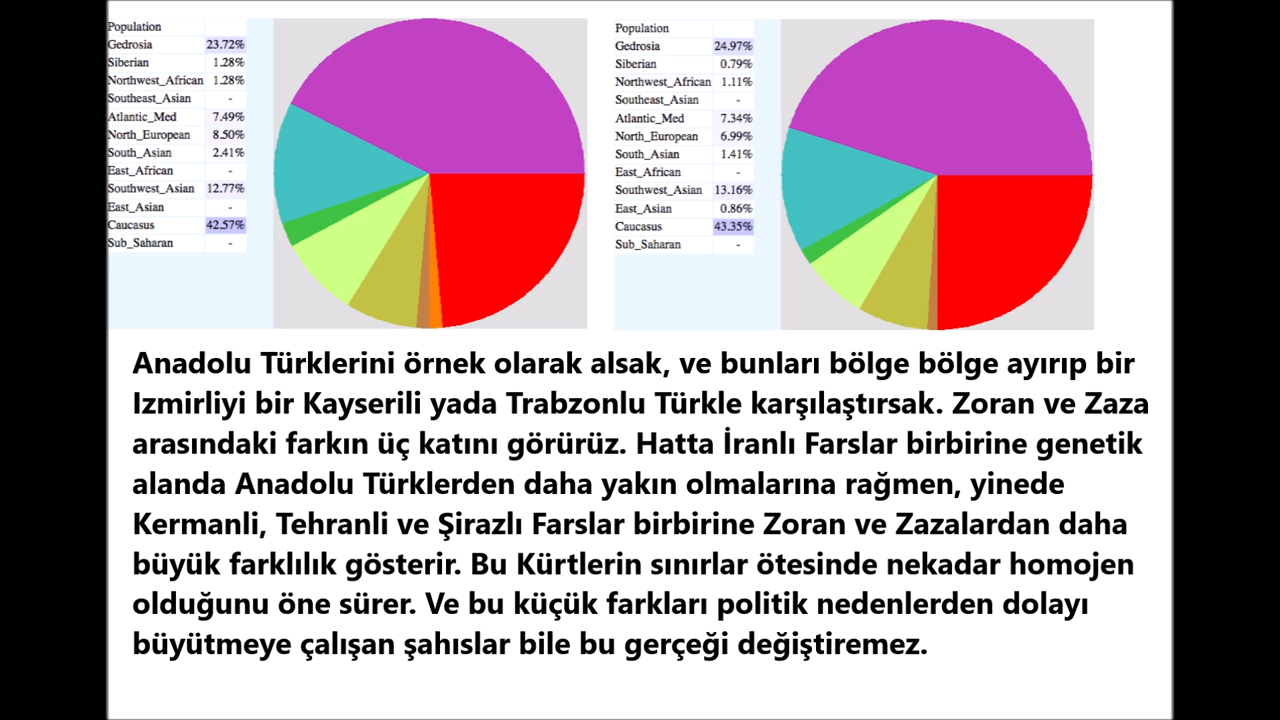 Population
Gedrosia 23.72%
Siberian 1.28%
Northwest_African 1.28%
Southeast_Asian -
Atlantic_Med 7.49%
North_European 8.50%
South_Asian 2.41%
East_African -
Southwest_Asian 12.77%
East_Asian -
Caucasus 42.57%
Sub_Saharan -
Population
Gedrosia 24.97%
Siberian 0.79%
Northwest_African 1.11%
Southeast_Asian -
Atlantic_Med 7.34%
North_European 6.99%
South_Asian 1.41%
East_African -
Southwest_Asian 13.16%
East_Asian 0.86%
Caucasus 43.35%
Sub_Saharan -
Anadolu Türklerini örnek olarak alsak, ve bunları bölge bölge ayırıp bir
Izmirliyi bir Kayserili yada Trabzonlu Türkle karşılaştırsak. Zoran ve Zaza
arasındaki farkın üç katını görürüz. Hatta İranlı Farslar birbirine genetik
alanda Anadolu Türklerden daha yakın olmalarına rağmen, yinede
Kermanli, Tehranli ve Şirazlı Farslar birbirine Zoran ve Zazalardan daha
büyük farklılık gösterir. Bu Kürtlerin sınırlar ötesinde nekadar homojen
olduğunu öne sürer. Ve bu küçük farkları politik nedenlerden dolayı
büyütmeye çalışan şahıslar bile bu gerçeği değiştiremez.